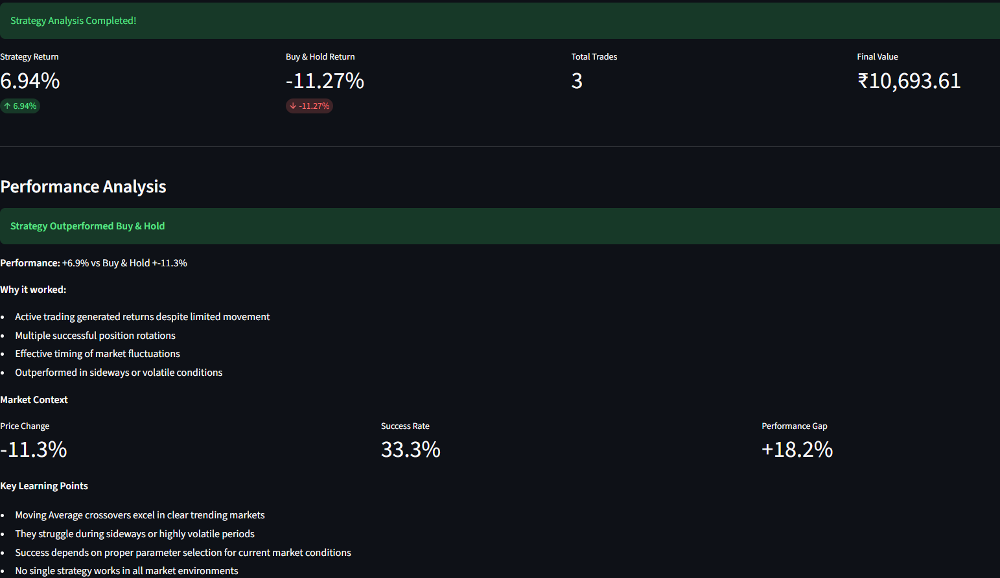 Strategy Analysis Completed!
Strategy Return
Buy & Hold Return
Total Trades
Final Value
6.94%
-11.27%
3
₹10,693.61
↑ 6.94%
↓ -11.27%
Performance Analysis
Strategy Outperformed Buy & Hold
Performance: +6.9% vs Buy & Hold +-11.3%
Why it worked:
• Active trading generated returns despite limited movement
• Multiple successful position rotations
• Effective timing of market fluctuations
• Outperformed in sideways or volatile conditions
Market Context
Price Change
Success Rate
Performance Gap
-11.3%
33.3%
+18.2%
Key Learning Points
• Moving Average crossovers excel in clear trending markets
• They struggle during sideways or highly volatile periods
• Success depends on proper parameter selection for current market conditions
• No single strategy works in all market environments